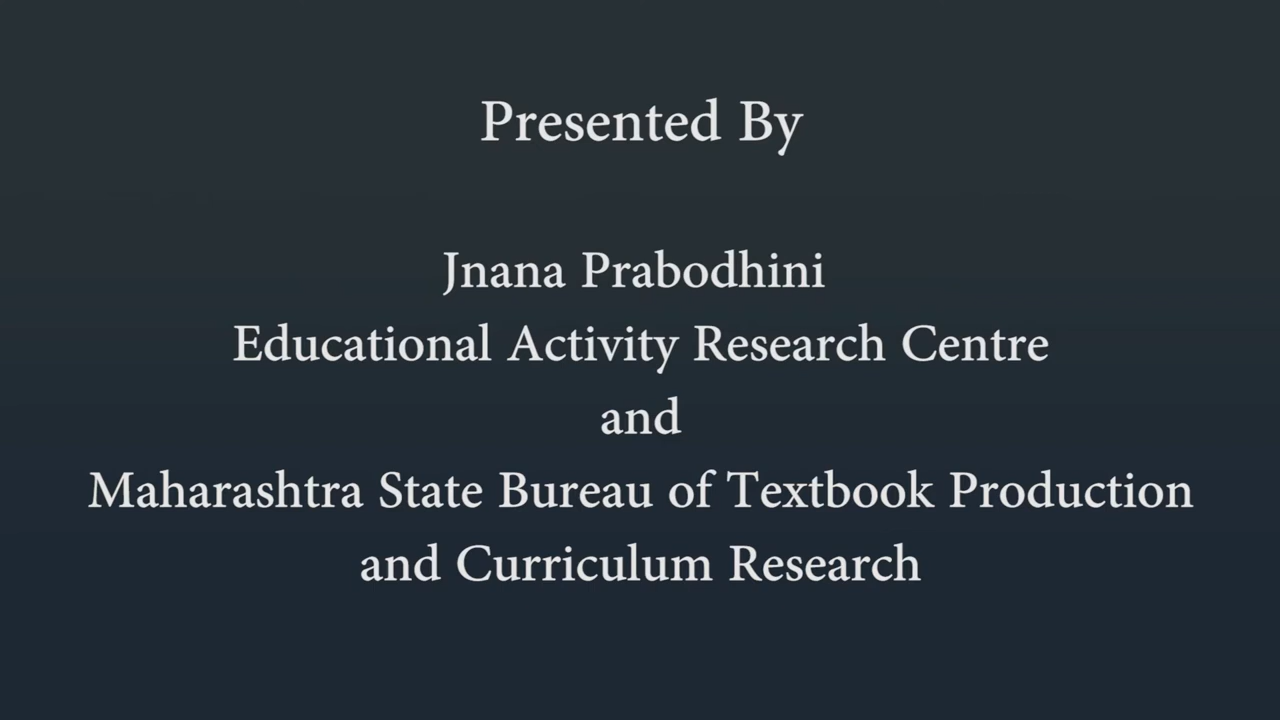 Presented By
Jnana Prabodhini
Educational Activity Research Centre
and
Maharashtra State Bureau of Textbook Production
and Curriculum Research